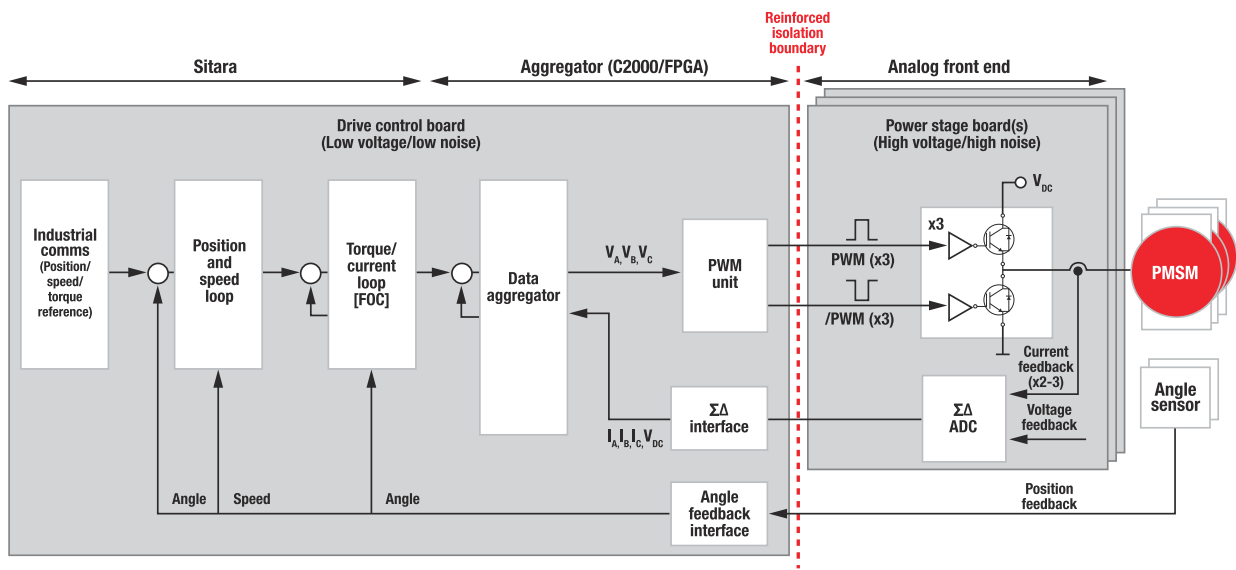 Reinforced
isolation
boundary
Sitara
Aggregator (C2000/FPGA)
Analog front end
Drive control board
(Low voltage/low noise)
Power stage board(s)
(High voltage/high noise)
Industrial
comms
(Position/
speed/
torque
reference)
Position
and
speed
loop
Torque/
current
loop
[FOC]
Data
aggregator
VA,VB,VC
PWM
unit
PWM (x3)
/PWM (x3)
x3
VDC
PMSM
Current
feedback
(x2-3)
Voltage
feedback
ΣΔ
ADC
ΣΔ
interface
IA,IB,IC,VDC
Angle
sensor
Angle
Speed
Angle
Angle
feedback
interface
Position
feedback